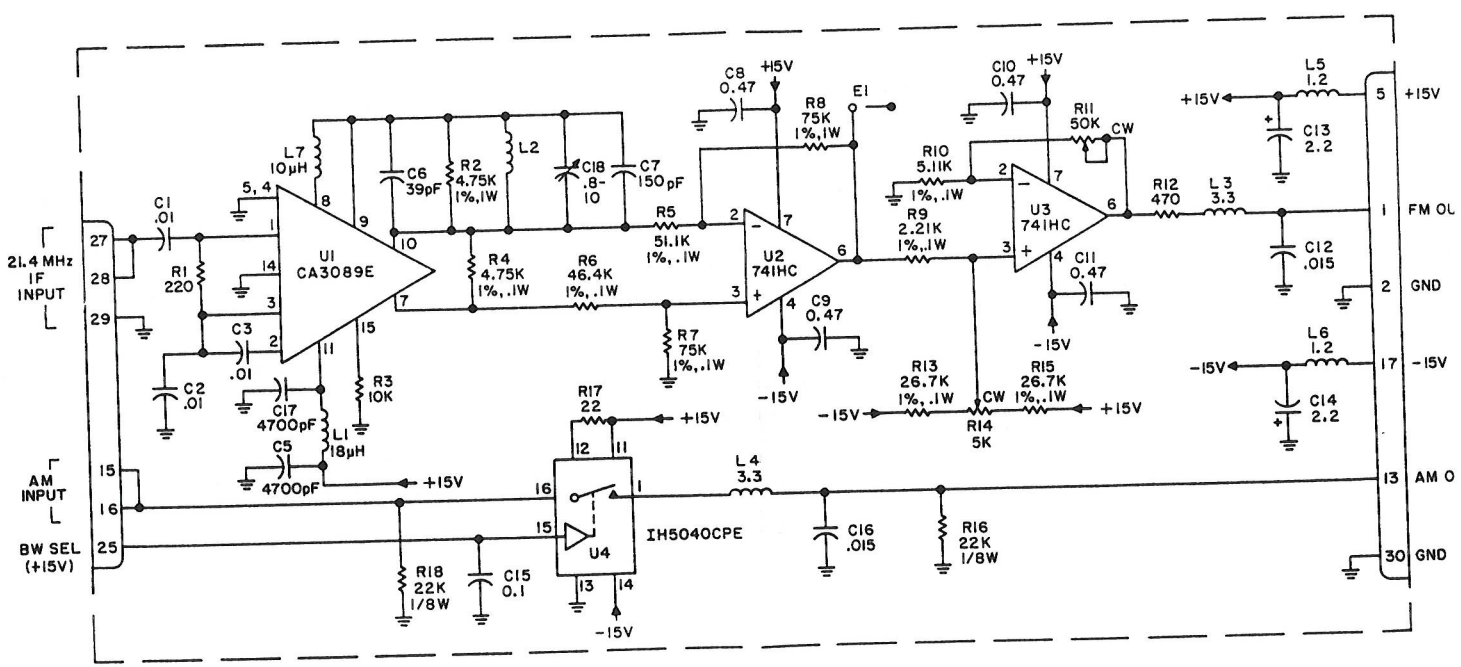 C8
0.47
+15V
C10
0.47
+15V
L5
1.2
5
+15V
+15V
+
C13
2.2
E1
R8
75K
1%,.1W
R11
50K
CW
L7
10µH
5, 4
8
9
10
C6
39pF
R2
4.75K
1%,1W
L2
C18
.8-
10
C7
150pF
R10
5.11K
1%,.1W
2
−
7
U3
741HC
6
3
+
4
R12
470
L3
3.3
1
FM OU
C12
.015
2
GND
C1
.01
27
28
29
21.4 MHz
IF
INPUT
R1
220
1
14
3
2
U1
CA3089E
R5
51.1K
1%,.1W
2
−
7
U2
741HC
6
3
+
4
R9
2.21K
1%,.1W
R4
4.75K
1%,.1W
R6
46.4K
1%,.1W
7
15
11
C11
0.47
-15V
C9
0.47
-15V
R7
75K
1%,.1W
C3
.01
C2
.01
R3
10K
C17
4700pF
L1
18µH
C5
4700pF
+15V
L6
1.2
17
-15V
-15V
C14
2.2
+
R13
26.7K
1%,.1W
-15V
CW
R14
5K
R15
26.7K
1%,.1W
+15V
R17
22
+15V
12
11
AM
INPUT
15
16
16
1
L4
3.3
13
AM O
BW SEL
(+15V)
25
15
U4
IH5040CPE
C16
.015
R16
22K
1/8W
R18
22K
1/8W
C15
0.1
13
14
-15V
30
GND